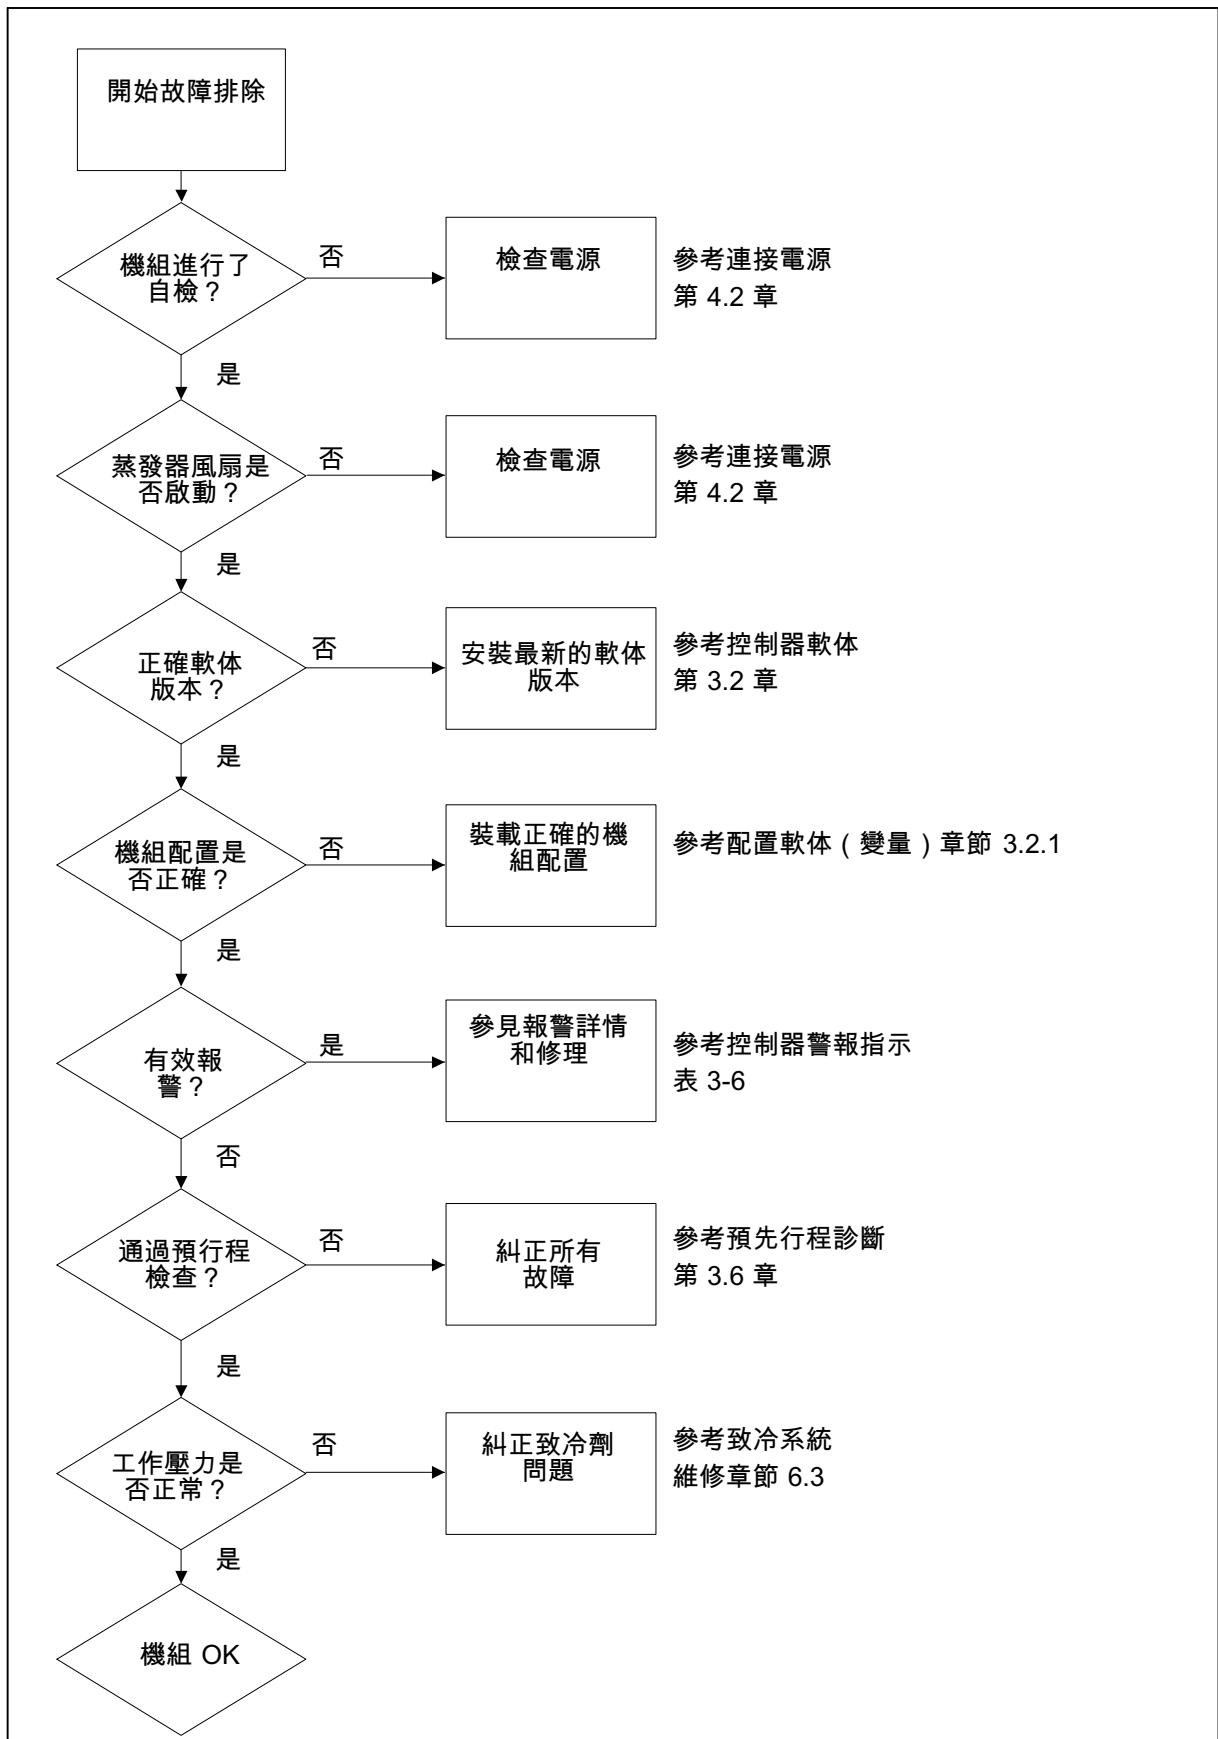 開始故障排除
機組進行了
自檢？
否
檢查電源
參考連接電源
第 4.2 章
是
蒸發器風扇是
否啟動？
否
檢查電源
參考連接電源
第 4.2 章
是
正確軟体
版本？
否
安裝最新的軟体
版本
參考控制器軟体
第 3.2 章
是
機組配置是
否正確？
否
裝載正確的機
組配置
參考配置軟体（變量）章節 3.2.1
是
有效報
警？
是
參見報警詳情
和修理
參考控制器警報指示
表 3-6
否
通過預行程
檢查？
否
糾正所有
故障
參考預先行程診斷
第 3.6 章
是
工作壓力是
否正常？
否
糾正致冷劑
問題
參考致冷系統
維修章節 6.3
是
機組 OK